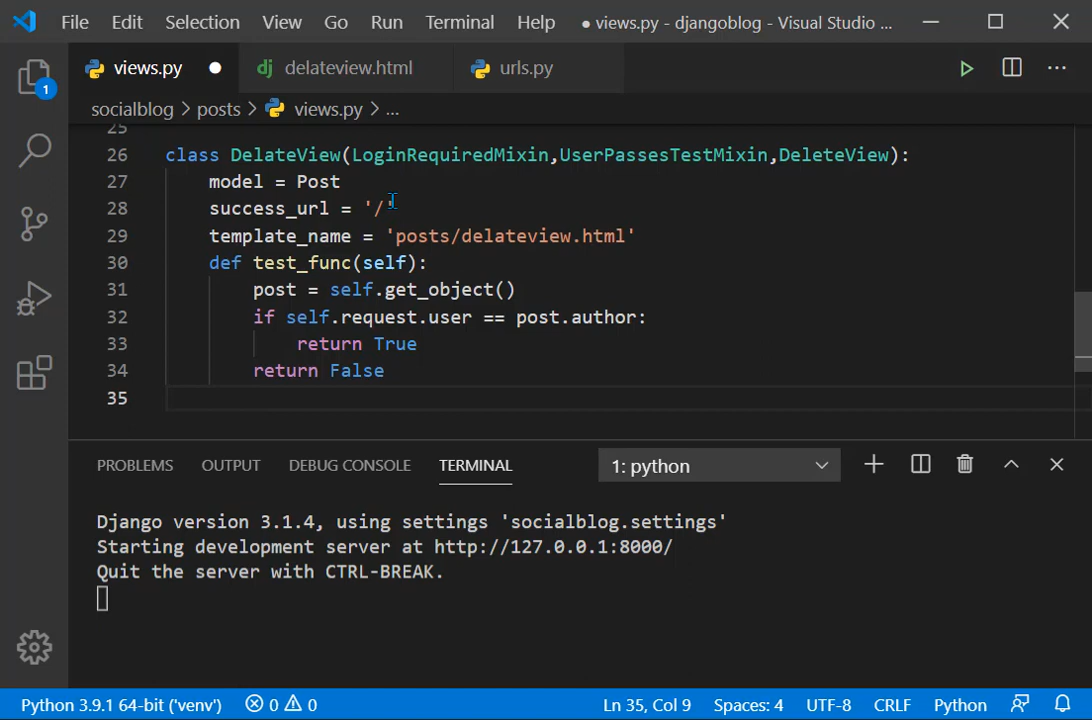 File Edit Selection View Go Run Terminal Help ● views.py - djangoblog - Visual Studio ...
1
views.py ● dj delateview.html urls.py
socialblog > posts > views.py > ...
25
26 class DelateView(LoginRequiredMixin,UserPassesTestMixin,DeleteView):
27 model = Post
28 success_url = '/'
29 template_name = 'posts/delateview.html'
30 def test_func(self):
31 post = self.get_object()
32 if self.request.user == post.author:
33 return True
34 return False
35
PROBLEMS OUTPUT DEBUG CONSOLE TERMINAL 1: python
Django version 3.1.4, using settings 'socialblog.settings'
Starting development server at http://127.0.0.1:8000/
Quit the server with CTRL-BREAK.
Python 3.9.1 64-bit ('venv') 0 0 Ln 35, Col 9 Spaces: 4 UTF-8 CRLF Python